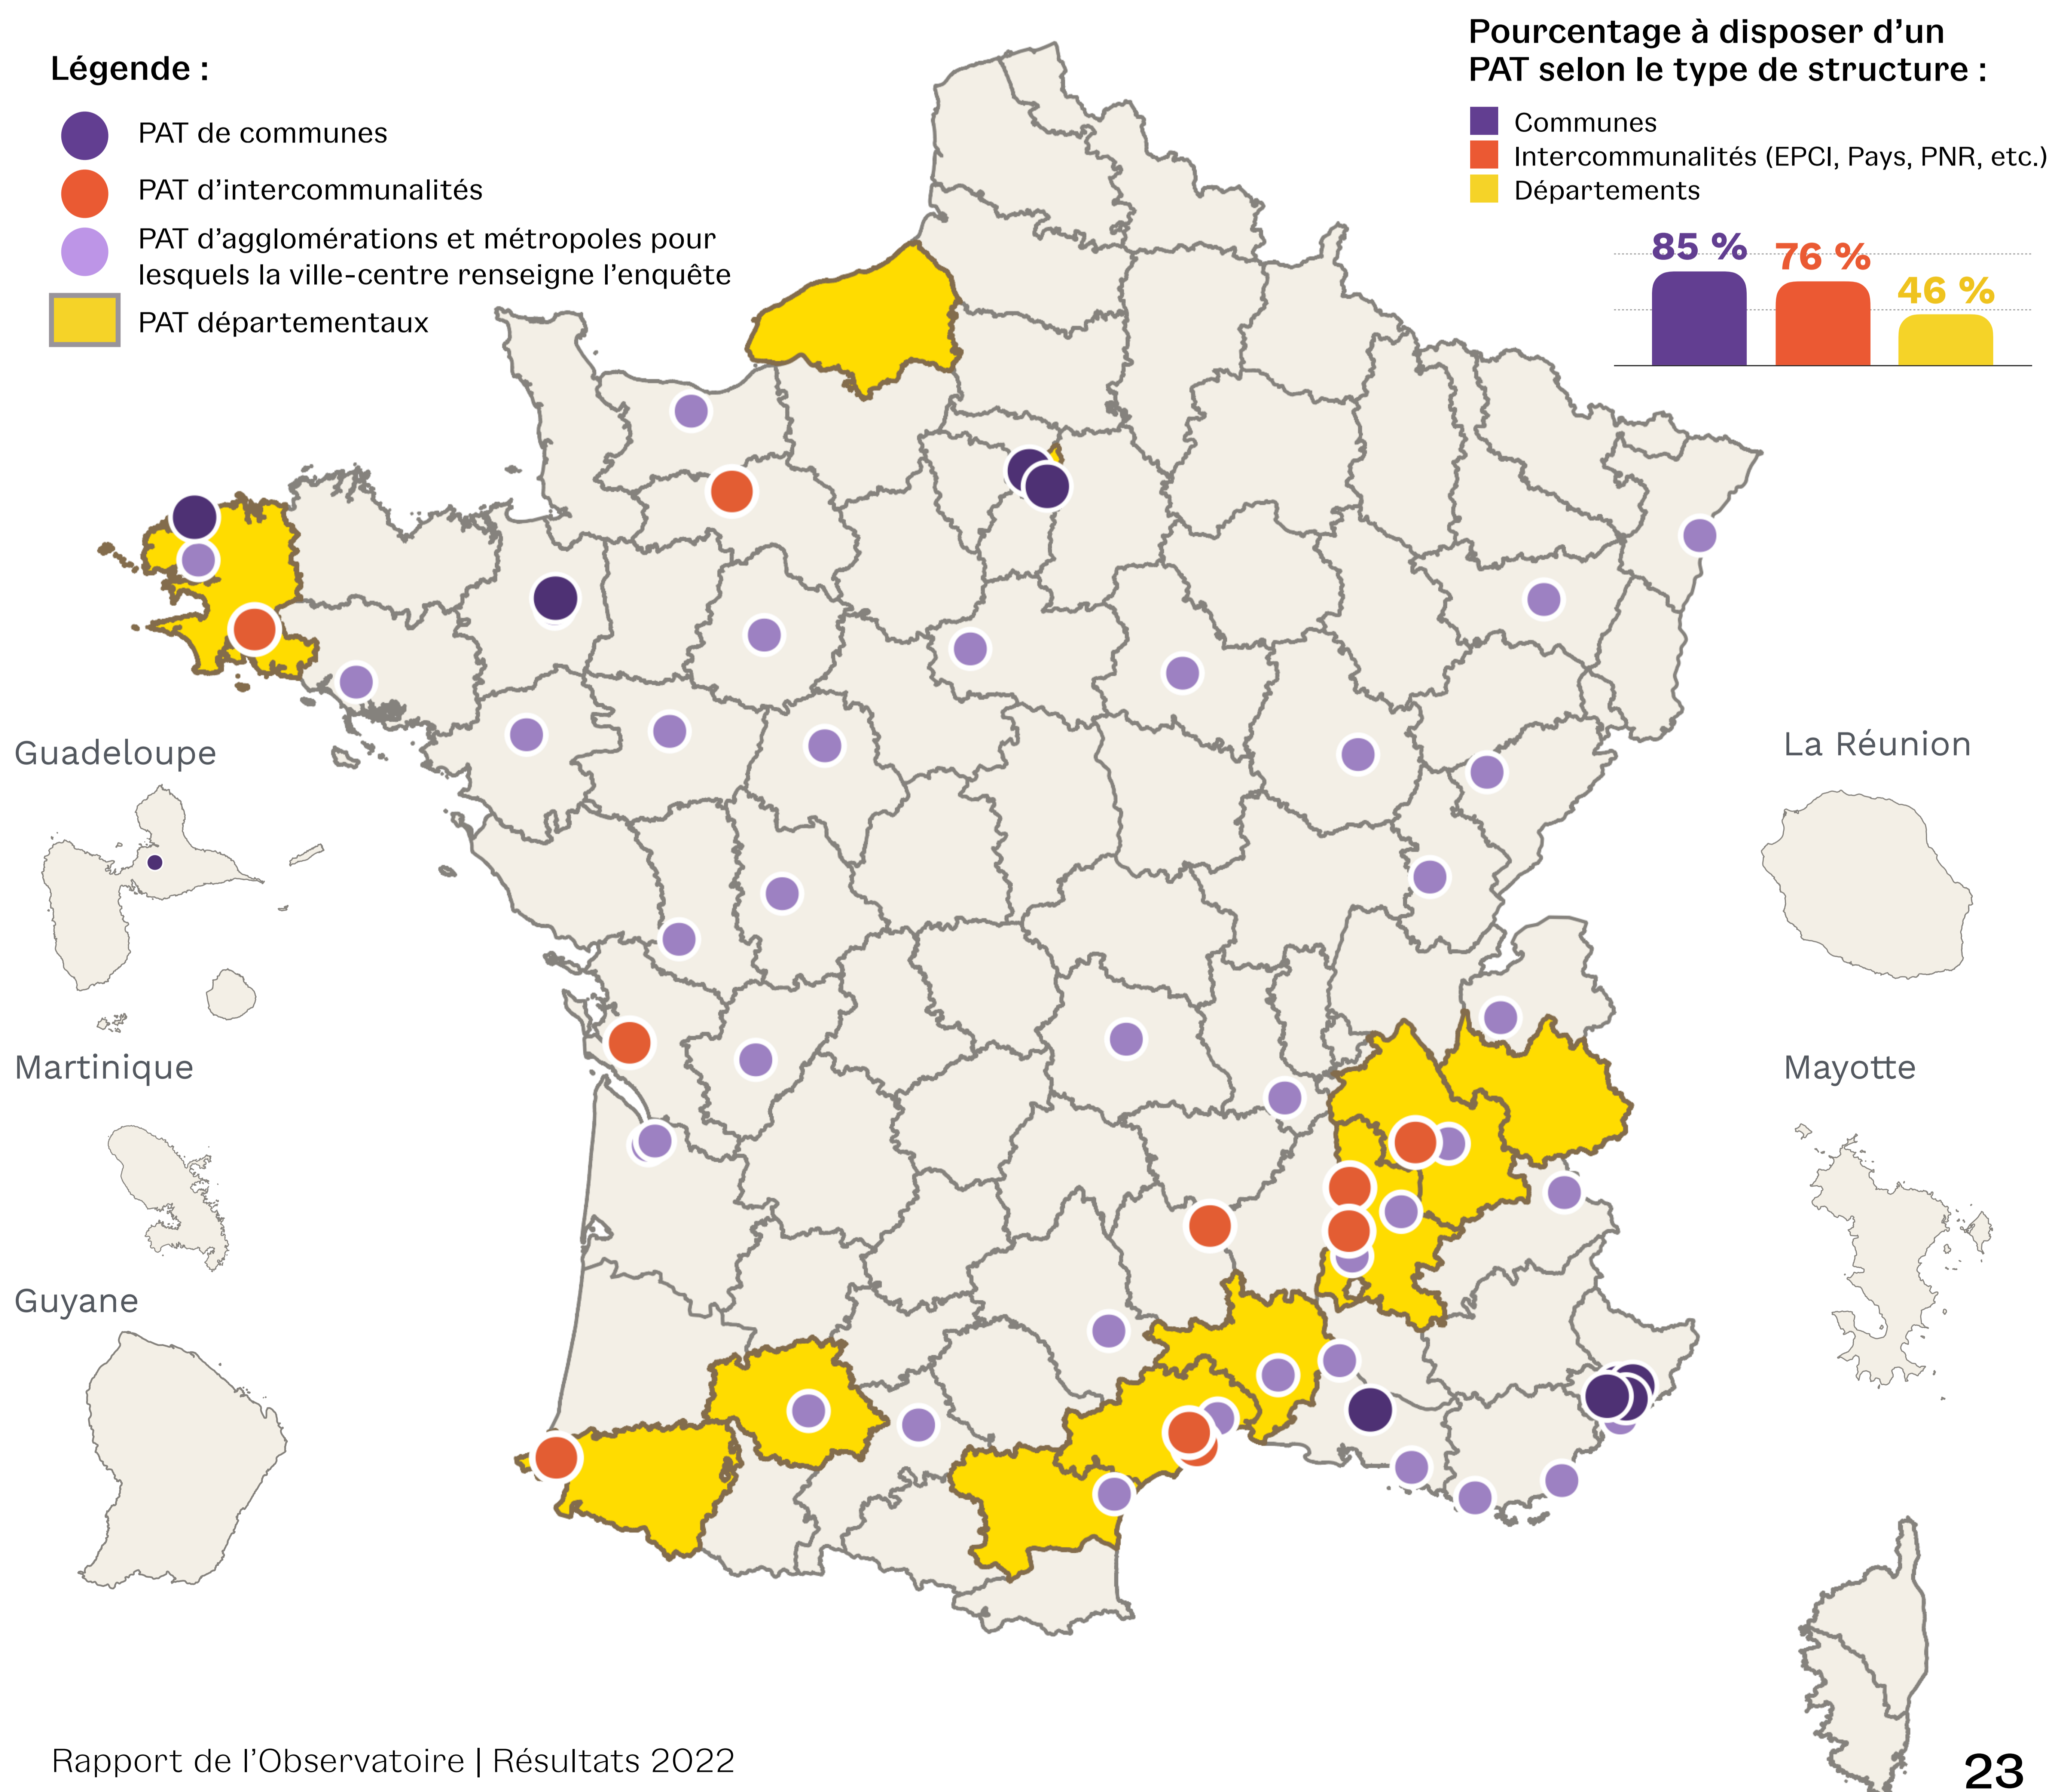 Légende :
PAT de communes
PAT d’intercommunalités
PAT d’agglomérations et métropoles pour
lesquels la ville-centre renseigne l’enquête
PAT départementaux
Pourcentage à disposer d’un
PAT selon le type de structure :
Communes
Intercommunalités (EPCI, Pays, PNR, etc.)
Départements
85 %
76 %
46 %
Guadeloupe
Martinique
Guyane
La Réunion
Mayotte
Rapport de l’Observatoire | Résultats 2022
23